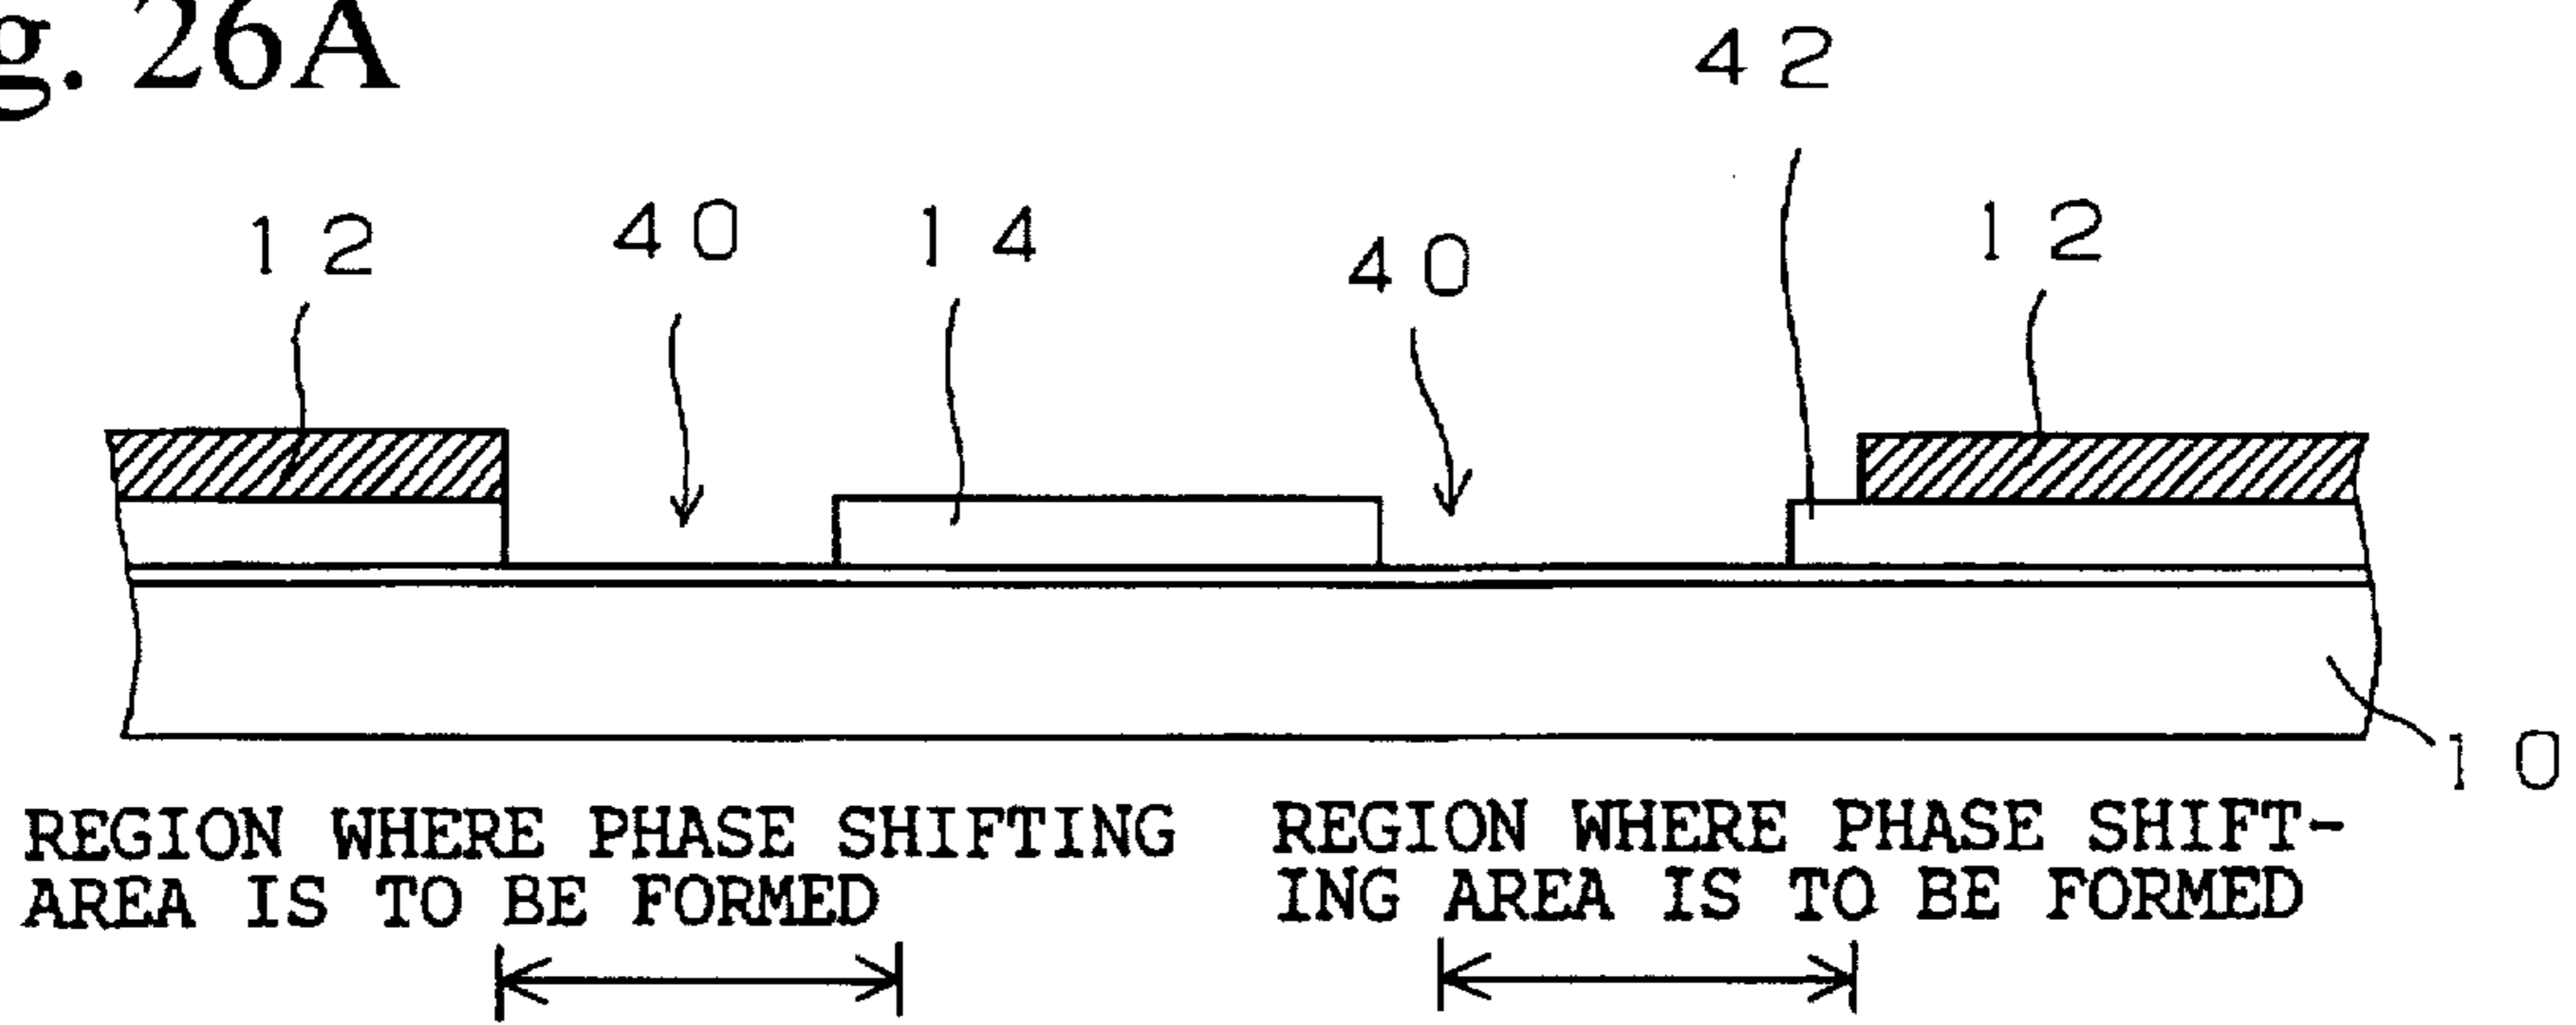 g. 26A
42
12
40
14
40
12
10
REGION WHERE PHASE SHIFTING
AREA IS TO BE FORMED
REGION WHERE PHASE SHIFT-
ING AREA IS TO BE FORMED